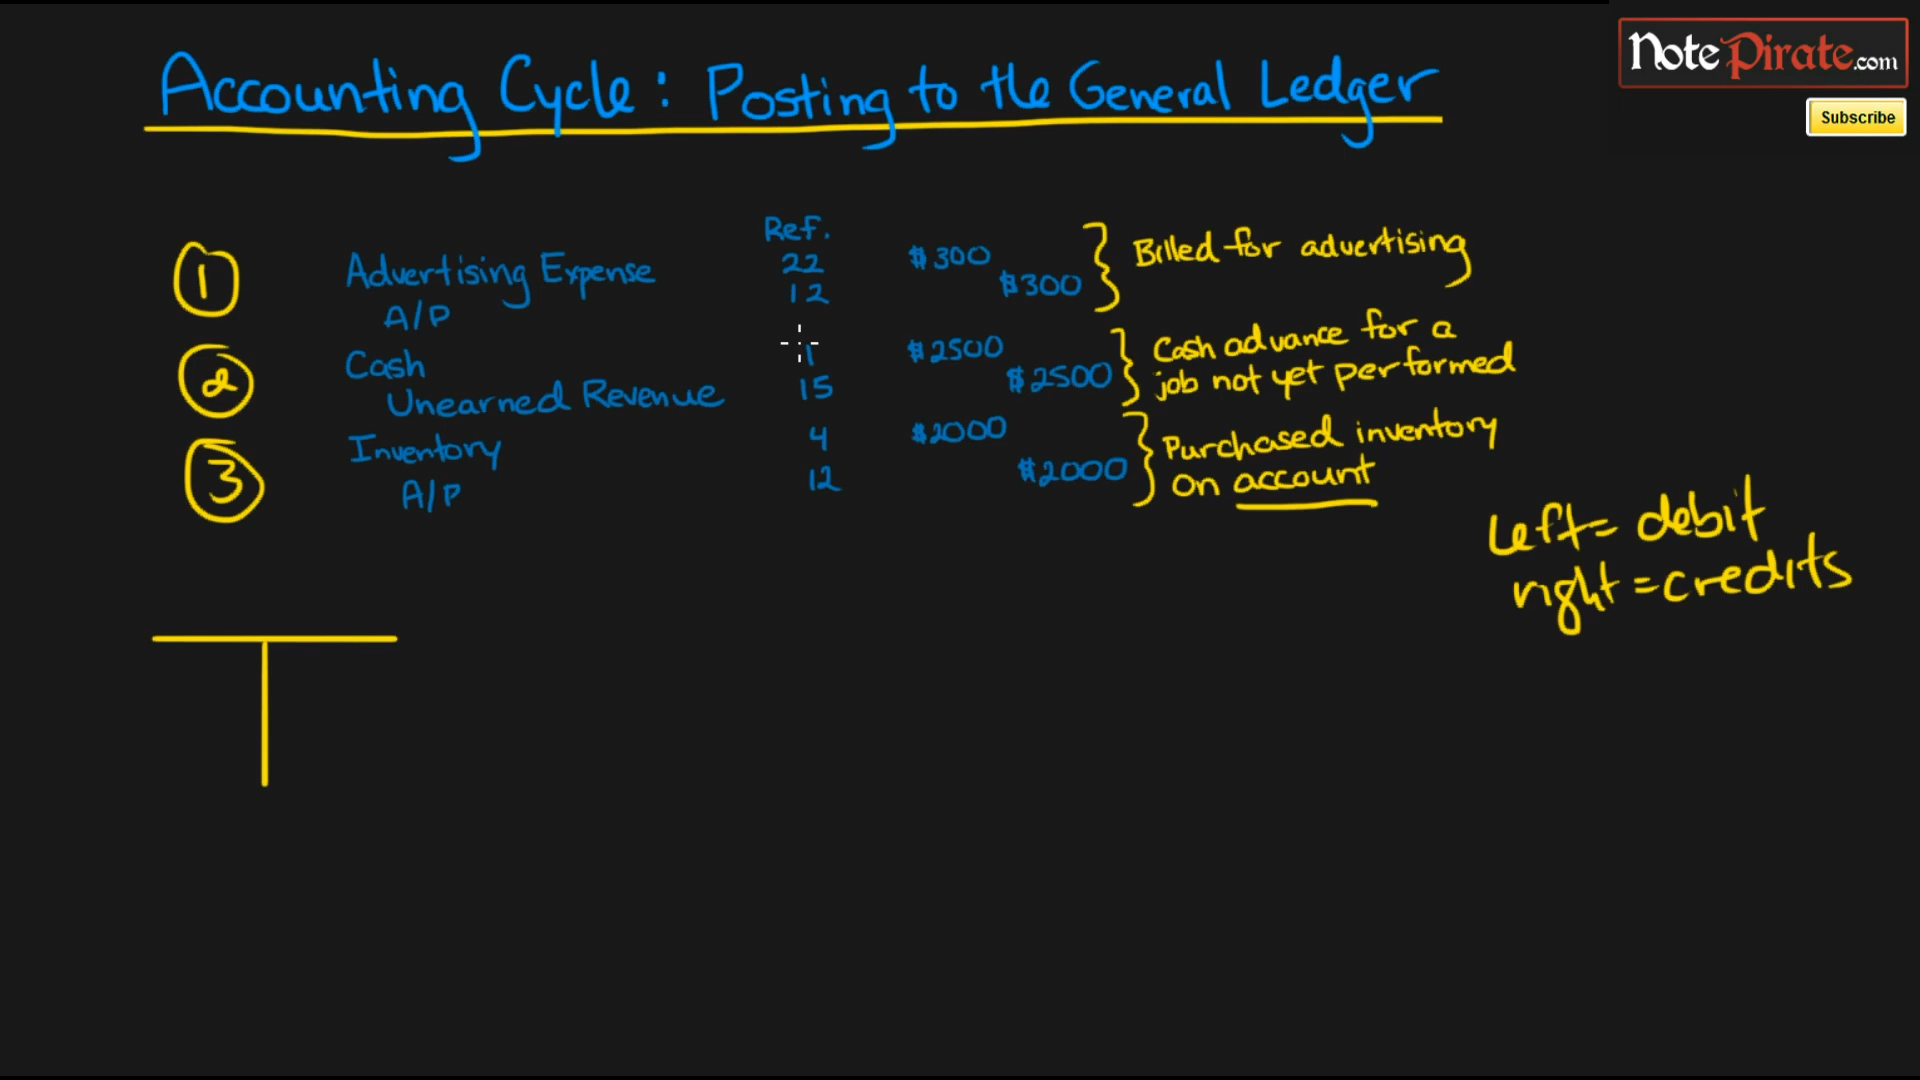 Accounting Cycle: Posting to the General Ledger
NotePirate.com
Subscribe
Ref.
1 Advertising Expense 22 $300 Billed for advertising
A/P 12 $300
2 Cash 1 $2500 Cash advance for a
Unearned Revenue 15 $2500 job not yet performed
3 Inventory 4 $2000 Purchased inventory
A/P 12 $2000 on account
left= debit
right=credits